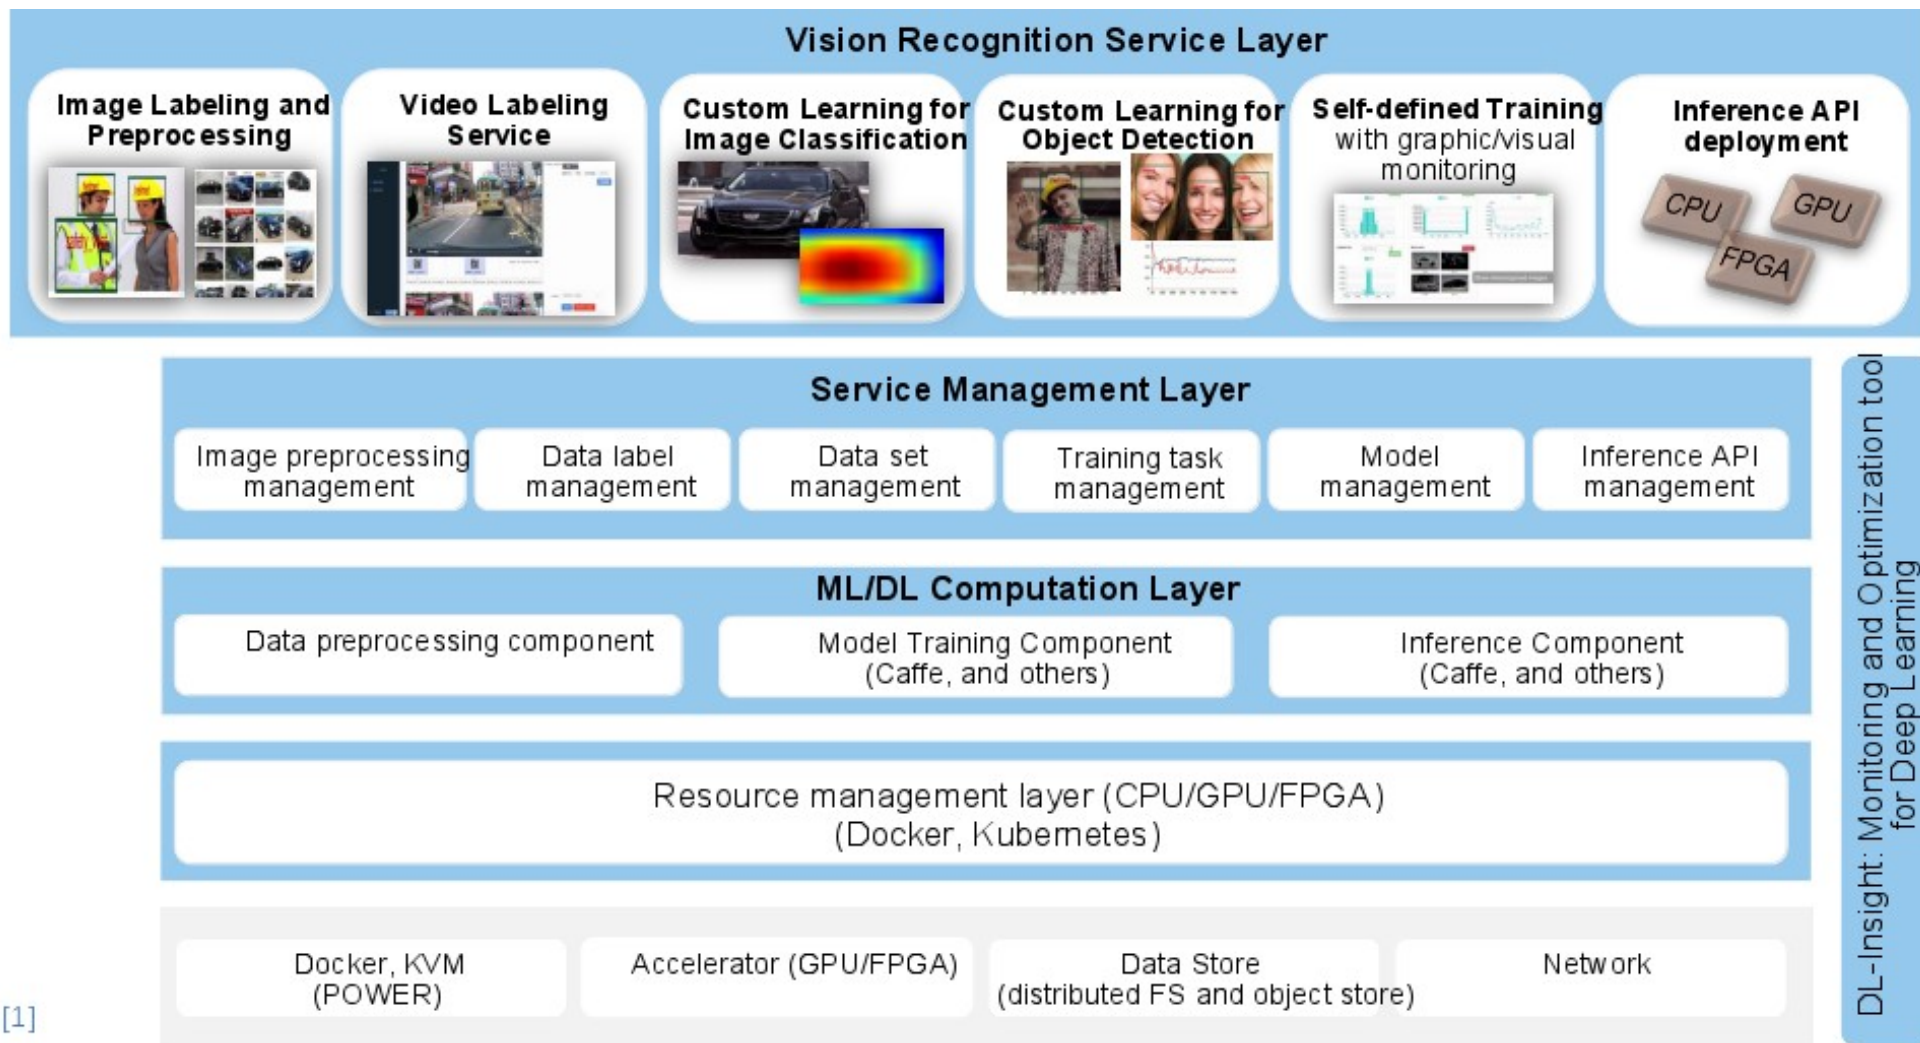 Vision Recognition Service Layer
Image Labeling and
Preprocessing
Video Labeling
Service
Custom Learning for
Image Classification
Custom Learning for
Object Detection
Self-defined Training
with graphic/visual
monitoring
Inference API
deployment
CPU
GPU
FPGA
Service Management Layer
Image preprocessing
management
Data label
management
Data set
management
Training task
management
Model
management
Inference API
management
ML/DL Computation Layer
Data preprocessing component
Model Training Component
(Caffe, and others)
Inference Component
(Caffe, and others)
Resource management layer (CPU/GPU/FPGA)
(Docker, Kubernetes)
Docker, KVM
(POWER)
Accelerator (GPU/FPGA)
Data Store
(distributed FS and object store)
Network
DL-Insight: Monitoring and Optimization tool
for Deep Learning
[1]